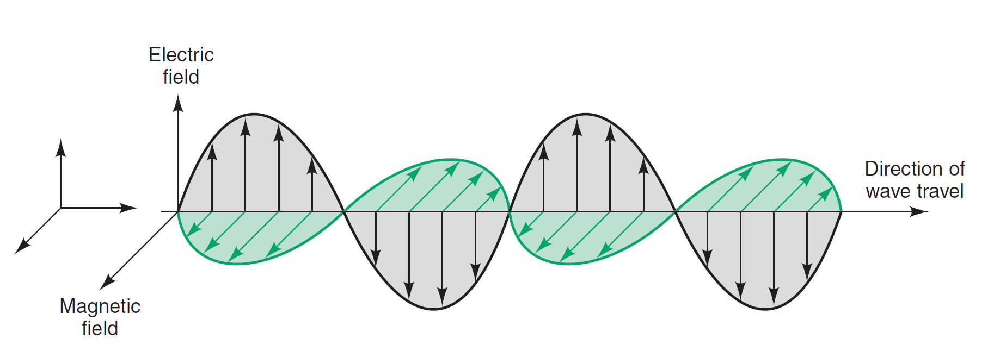 Electric
field
Direction of
wave travel
Magnetic
field